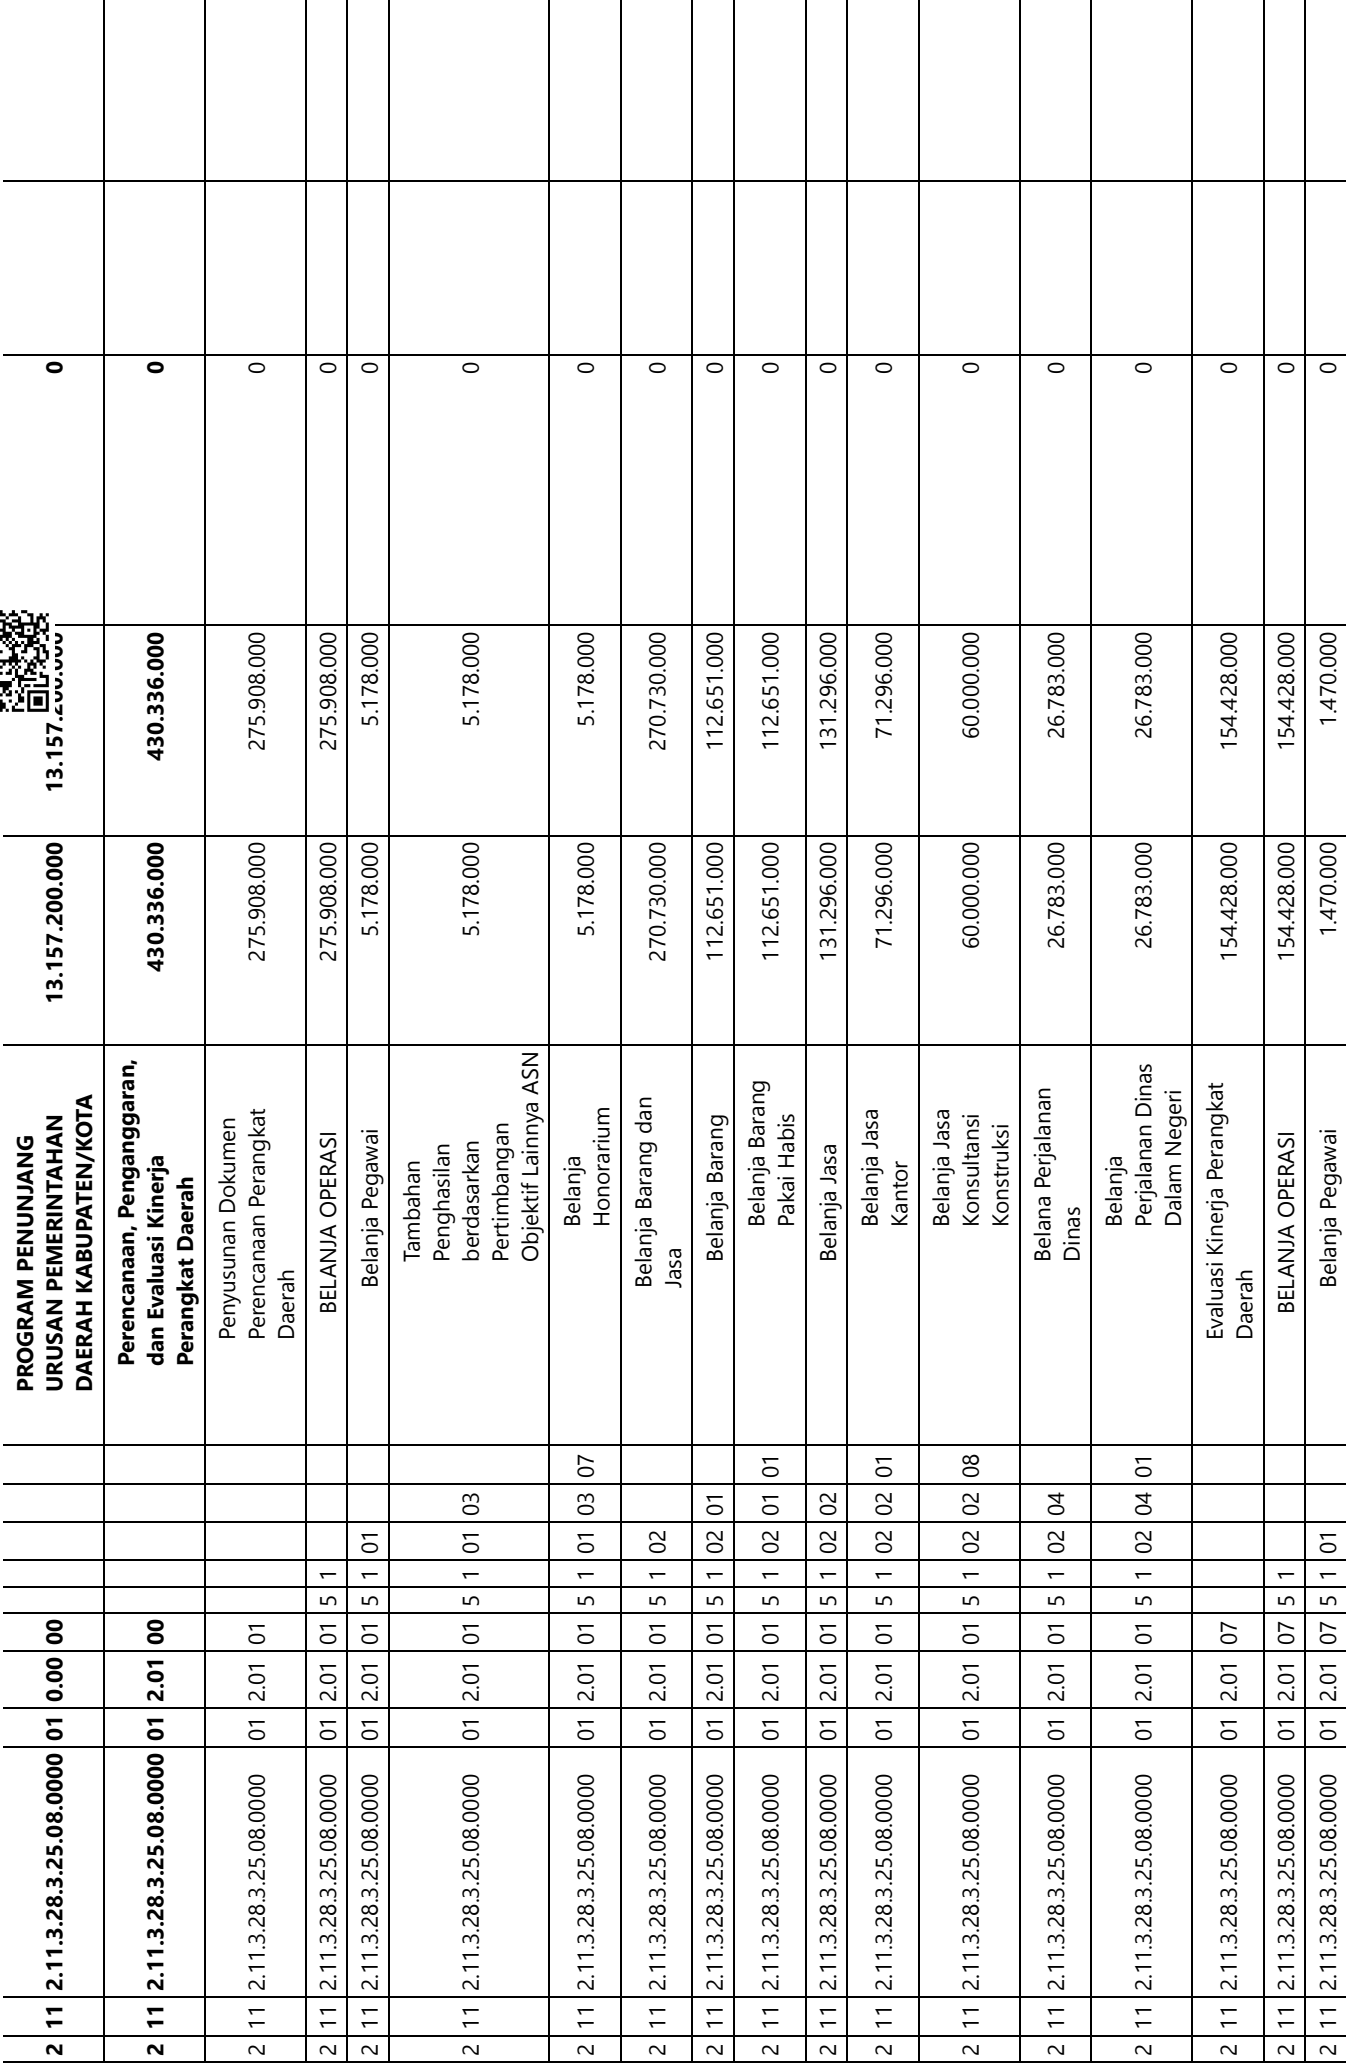 2 11 2.11.3.28.3.25.08.0000 01 0.00 00 PROGRAM PENUNJANG
URUSAN PEMERINTAHAN
DAERAH KABUPATEN/KOTA 13.157.200.000 13.157.200.000 0
2 11 2.11.3.28.3.25.08.0000 01 2.01 00 Perencanaan, Penganggaran,
dan Evaluasi Kinerja
Perangkat Daerah 430.336.000 430.336.000 0
2 11 2.11.3.28.3.25.08.0000 01 2.01 01 Penyusunan Dokumen
Perencanaan Perangkat
Daerah 275.908.000 275.908.000 0
2 11 2.11.3.28.3.25.08.0000 01 2.01 01 5 1 BELANJA OPERASI 275.908.000 275.908.000 0
2 11 2.11.3.28.3.25.08.0000 01 2.01 01 5 1 01 Belanja Pegawai 5.178.000 5.178.000 0
2 11 2.11.3.28.3.25.08.0000 01 2.01 01 5 1 01 03 Tambahan
Penghasilan
berdasarkan
Pertimbangan
Objektif Lainnya ASN 5.178.000 5.178.000 0
2 11 2.11.3.28.3.25.08.0000 01 2.01 01 5 1 01 03 07 Belanja
Honorarium 5.178.000 5.178.000 0
2 11 2.11.3.28.3.25.08.0000 01 2.01 01 5 1 02 Belanja Barang dan
Jasa 270.730.000 270.730.000 0
2 11 2.11.3.28.3.25.08.0000 01 2.01 01 5 1 02 01 Belanja Barang 112.651.000 112.651.000 0
2 11 2.11.3.28.3.25.08.0000 01 2.01 01 5 1 02 01 01 Belanja Barang
Pakai Habis 112.651.000 112.651.000 0
2 11 2.11.3.28.3.25.08.0000 01 2.01 01 5 1 02 02 Belanja Jasa 131.296.000 131.296.000 0
2 11 2.11.3.28.3.25.08.0000 01 2.01 01 5 1 02 02 01 Belanja Jasa
Kantor 71.296.000 71.296.000 0
2 11 2.11.3.28.3.25.08.0000 01 2.01 01 5 1 02 02 08 Belanja Jasa
Konsultansi
Konstruksi 60.000.000 60.000.000 0
2 11 2.11.3.28.3.25.08.0000 01 2.01 01 5 1 02 04 Belana Perjalanan
Dinas 26.783.000 26.783.000 0
2 11 2.11.3.28.3.25.08.0000 01 2.01 01 5 1 02 04 01 Belanja
Perjalanan Dinas
Dalam Negeri 26.783.000 26.783.000 0
2 11 2.11.3.28.3.25.08.0000 01 2.01 07 Evaluasi Kinerja Perangkat
Daerah 154.428.000 154.428.000 0
2 11 2.11.3.28.3.25.08.0000 01 2.01 07 5 1 BELANJA OPERASI 154.428.000 154.428.000 0
2 11 2.11.3.28.3.25.08.0000 01 2.01 07 5 1 01 Belanja Pegawai 1.470.000 1.470.000 0